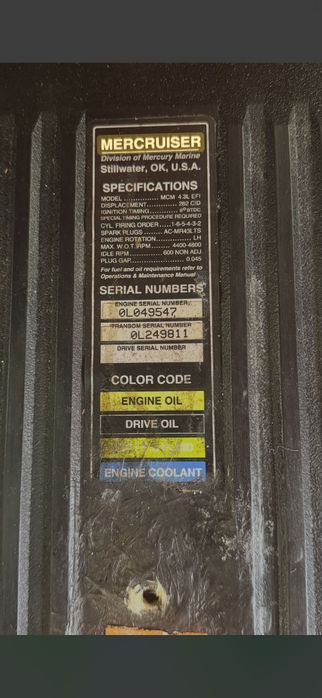 MERCRUISER
Division of Mercury Marine
Stillwater, OK, U.S.A.
SPECIFICATIONS
MODEL............ MCM 4.3L EFI
DISPLACEMENT........ 262 CID
IGNITION TIMING......... 8° BTDC
SPECIAL TIMING PROCEDURE REQUIRED
CYL. FIRING ORDER....1-6-5-4-3-2
SPARK PLUGS...... AC-MR43LTS
ENGINE ROTATION............. LH
MAX. W.O.T. RPM...... 4400-4800
IDLE RPM........... 600 NON ADJ
PLUG GAP................. 0.045
For fuel and oil requirements refer to
Operations & Maintenance Manual
SERIAL NUMBERS
ENGINE SERIAL NUMBER
0L049547
TRANSOM SERIAL NUMBER
0L249811
DRIVE SERIAL NUMBER
COLOR CODE
ENGINE OIL
DRIVE OIL
ENGINE COOLANT